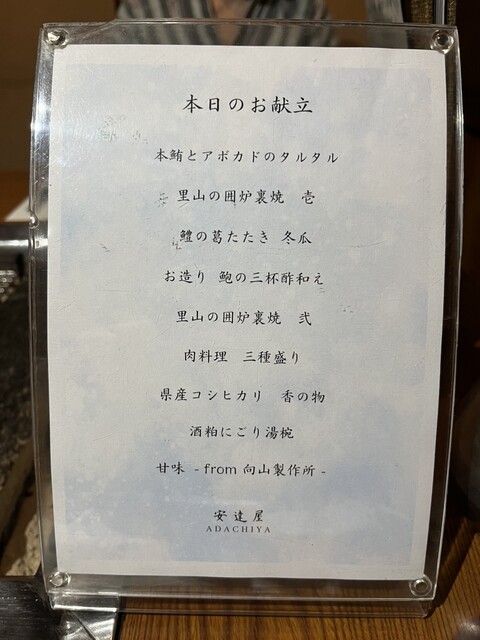 本日のお献立
本鮪とアボカドのタルタル
里山の囲炉裏焼 壱
鱧の葛たたき 冬瓜
お造り 鮑の三杯酢和え
里山の囲炉裏焼 弐
肉料理 三種盛り
県産コシヒカリ 香の物
酒粕にごり湯椀
甘味 - from 向山製作所 -
安達屋
ADACHIYA